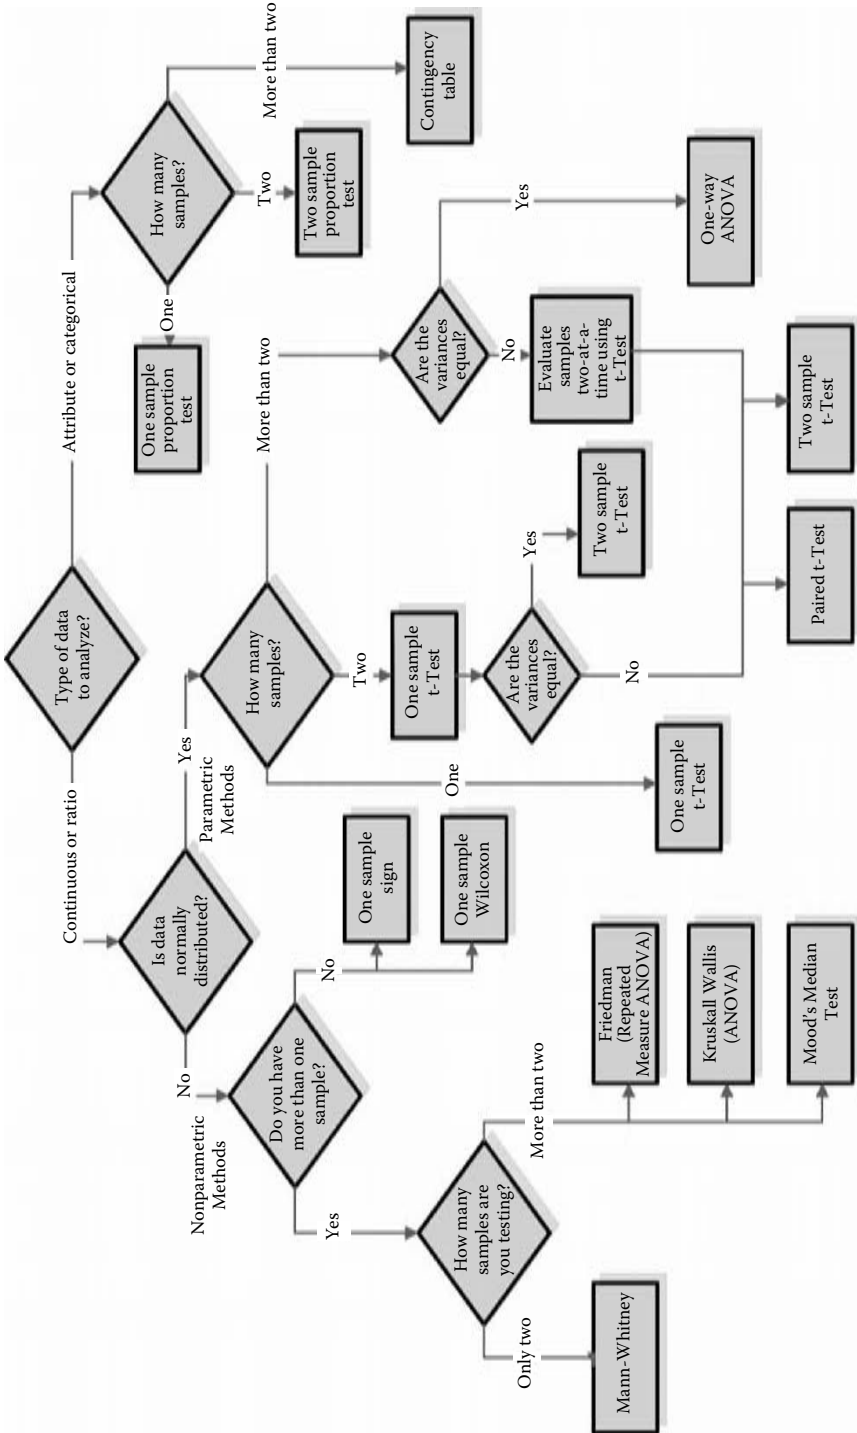 Type of data
to analyze?
Continuous or ratio
Attribute or categorical
Is data
normally
distributed?
No
Nonparametric
Methods
Yes
Parametric
Methods
Do you have
more than one
sample?
Yes
No
One sample
sign
One sample
Wilcoxon
How many
samples are
you testing?
Only two
Mann-Whitney
More than two
Friedman
(Repeated
Measure ANOVA)
Kruskall Wallis
(ANOVA)
Mood's Median
Test
How many
samples?
One
One sample
t-Test
Two
One sample
t-Test
Are the
variances
equal?
Yes
Two sample
t-Test
No
Paired t-Test
Two sample
t-Test
More than two
Are the
variances
equal?
No
Evaluate
samples
two-at-a-
time using
t-Test
Yes
One-way
ANOVA
How many
samples?
One
One sample
proportion
test
Two
Two sample
proportion
test
More than two
Contingency
table